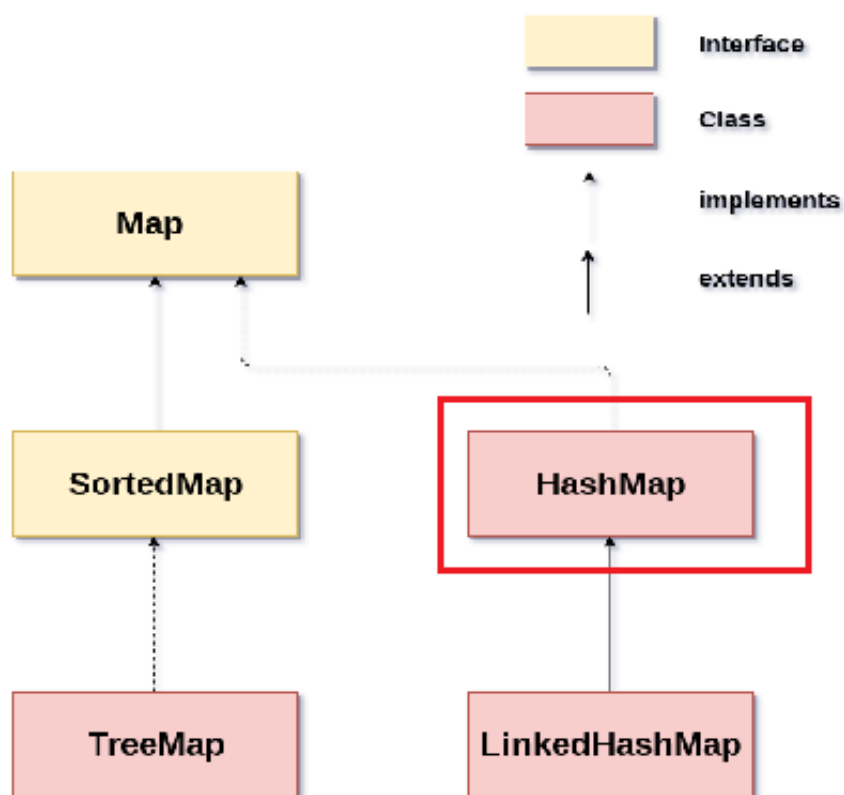 Interface
Class
implements
extends
Map
SortedMap
HashMap
TreeMap
LinkedHashMap